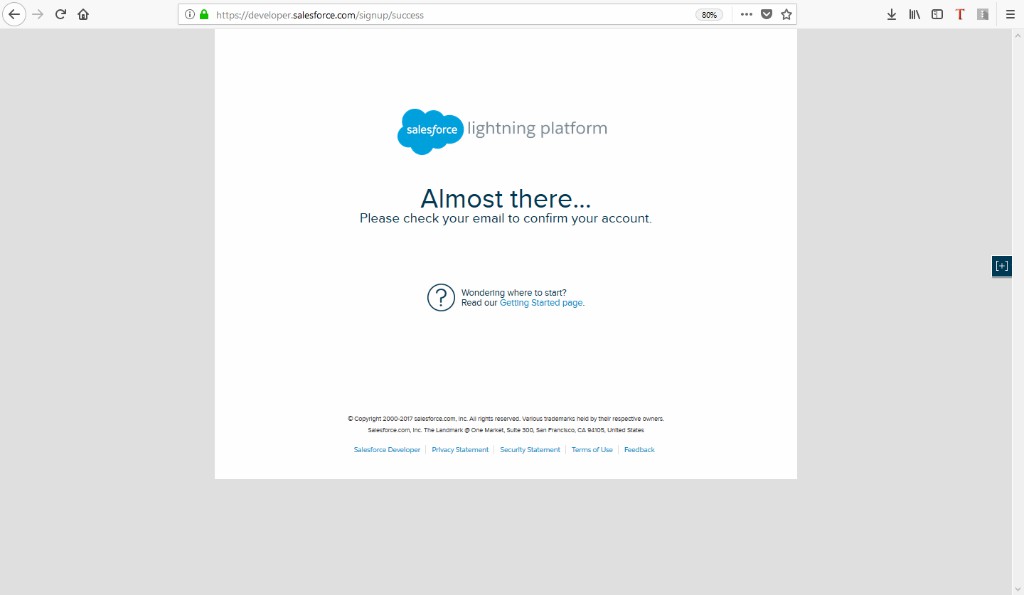 https://developer.salesforce.com/signup/success
80%
T
salesforce lightning platform
Almost there...
Please check your email to confirm your account.
[+]
?
Wondering where to start?
Read our Getting Started page.
© Copyright 2000-2017 salesforce.com, inc. All rights reserved. Various trademarks held by their respective owners.
Salesforce.com, Inc. The Landmark @ One Market, Suite 300, San Francisco, CA 94105, United States
Salesforce Developer | Privacy Statement | Security Statement | Terms of Use | Feedback